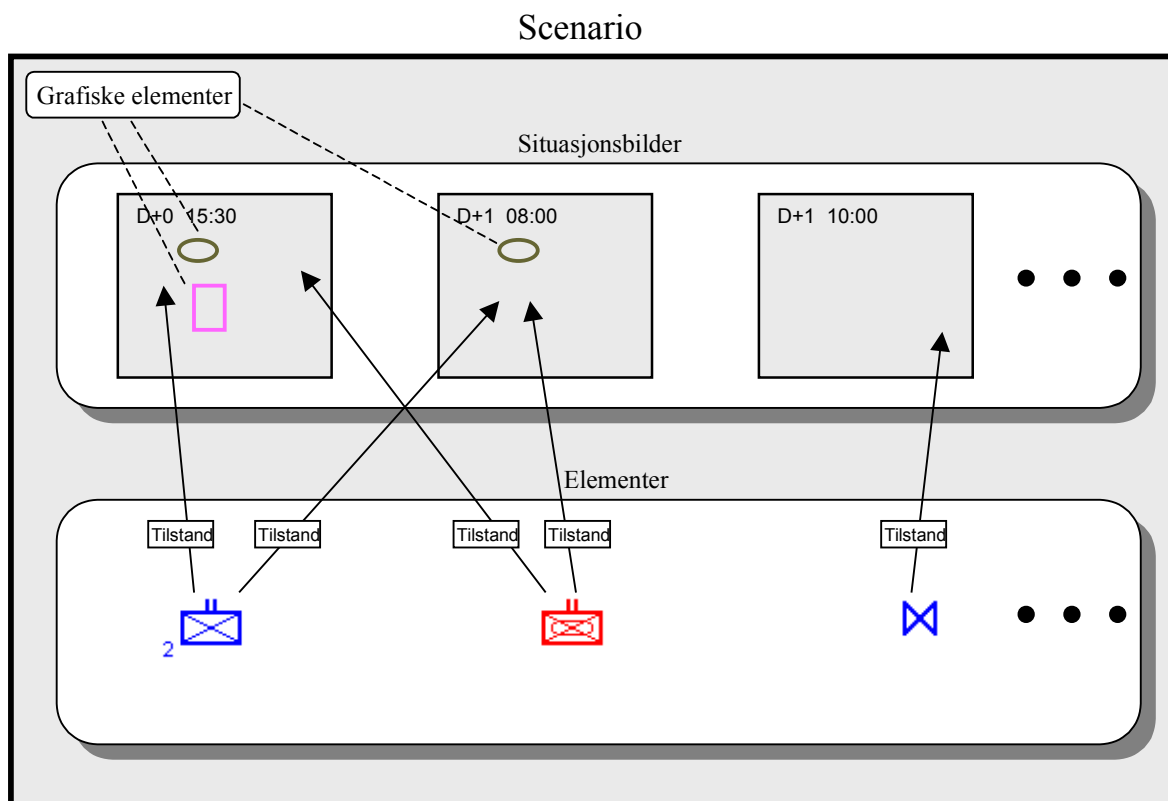 Scenario
Grafiske elementer
Situasjonsbilder
D+0 15:30
D+1 08:00
D+1 10:00
Elementer
Tilstand
Tilstand
Tilstand
Tilstand
Tilstand
2